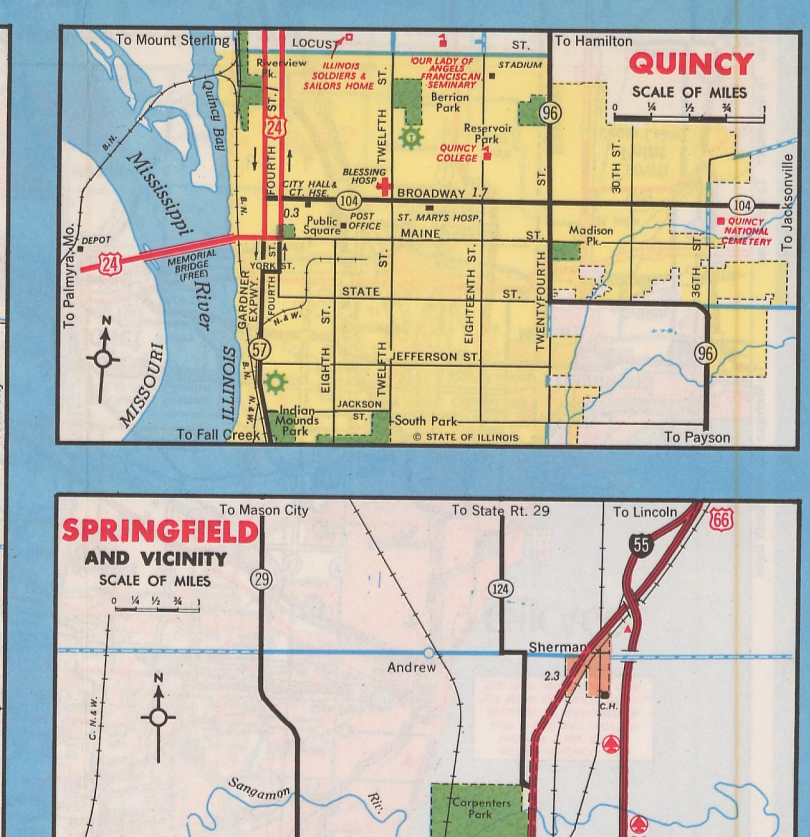 To Mount Sterling
LOCUST
ST.
To Hamilton
QUINCY
SCALE OF MILES
0 ¼ ½ ¾ 1
Riverview
Pk.
ILLINOIS
SOLDIERS &
SAILORS HOME
OUR LADY OF
ANGELS
FRANCISCAN
SEMINARY
STADIUM
Berrian
Park
Reservoir
Park
QUINCY
COLLEGE
Quincy Bay
B.N.
Mississippi
River
FOURTH ST.
24
TWELFTH ST.
96
ST.
30TH ST.
BLESSING
HOSP.
CITY HALL &
CT. HSE.
104
BROADWAY 1.7
104
0.3
Public
Square
POST
OFFICE
ST. MARYS HOSP.
MAINE
ST.
Madison
Pk.
QUINCY
NATIONAL
CEMETERY
To Jacksonville
B.N.
DEPOT
24
MEMORIAL
BRIDGE
(FREE)
To Palmyra, Mo.
YORK ST.
ST.
FOURTH
STATE
ST.
ST.
ST.
EIGHTEENTH ST.
TWENTYFOURTH
36TH ST.
GARDNER
EXPWY.
N.& W.
N
57
JEFFERSON ST.
96
EIGHTH
TWELFTH
MISSOURI
ILLINOIS
B.N.
N.& W.
JACKSON
ST.
Indian
Mounds
Park
South Park
To Fall Creek
© STATE OF ILLINOIS
To Payson
SPRINGFIELD
AND VICINITY
SCALE OF MILES
0 ¼ ½ ¾ 1
To Mason City
To State Rt. 29
To Lincoln
66
55
29
124
Sherman
Andrew
2.3
C.H.
C. N.& W.
N
Sangamon
Riv.
Carpenters
Park